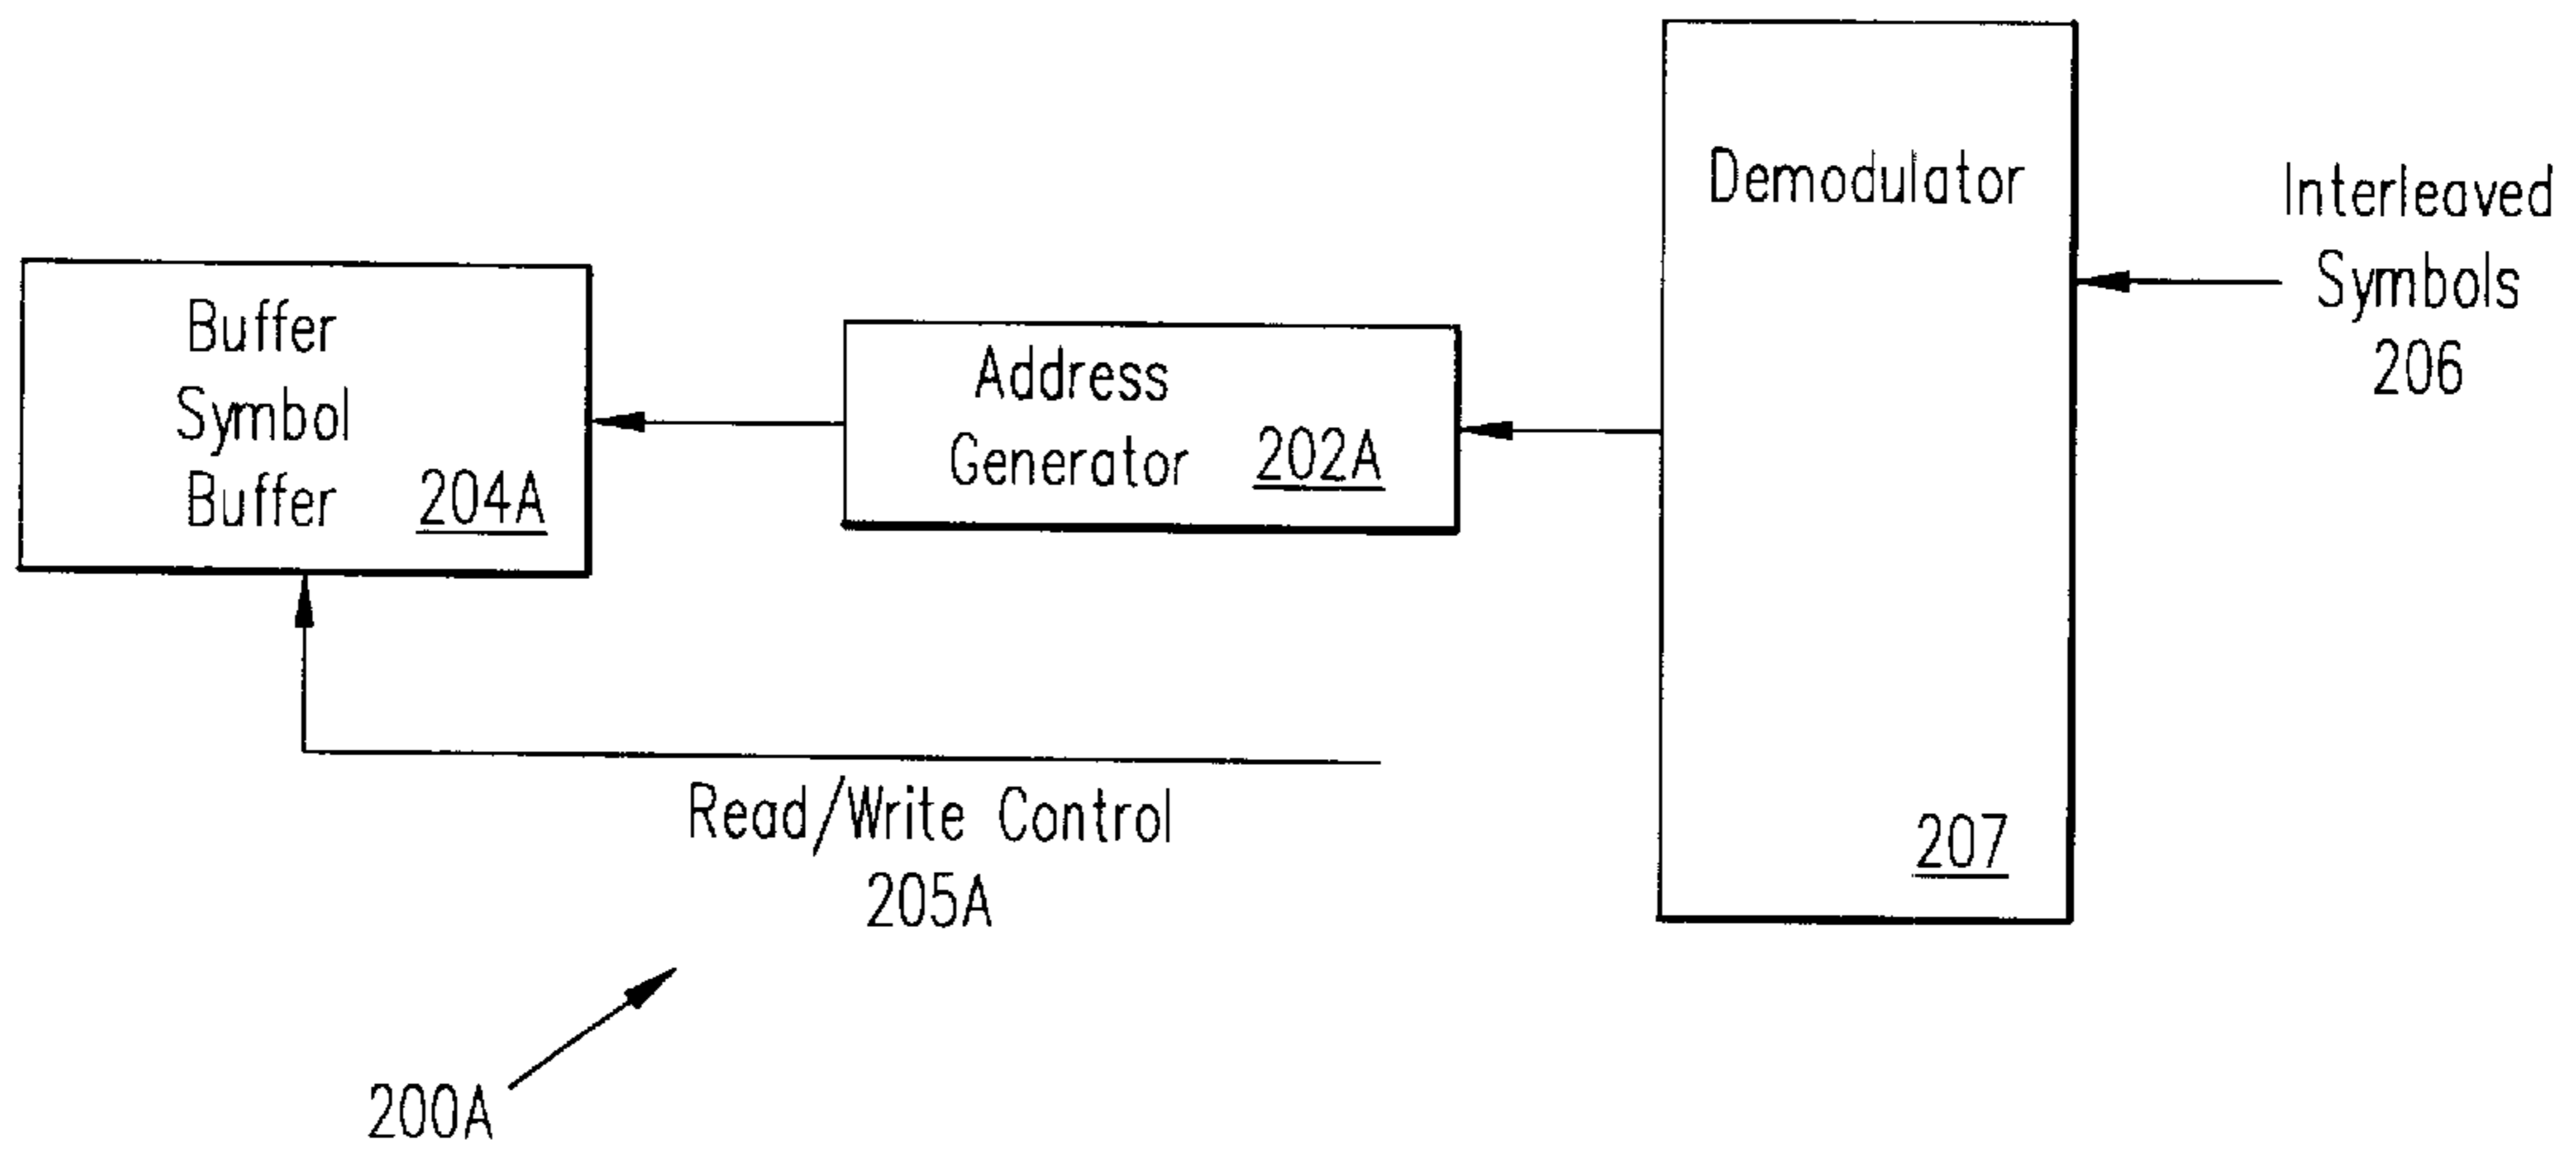 Buffer
Symbol
Buffer 204A
Address
Generator 202A
Demodulator
207
Interleaved
Symbols
206
Read/Write Control
205A
200A